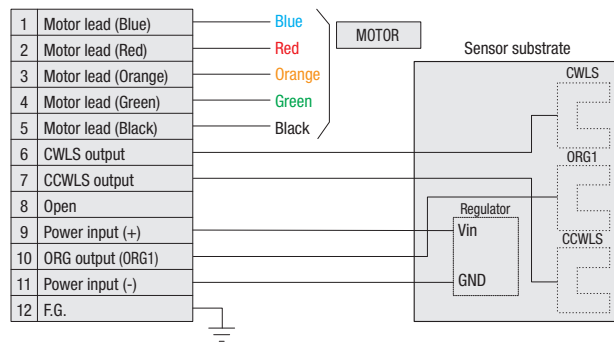 1 Motor lead (Blue) Blue
2 Motor lead (Red) Red
3 Motor lead (Orange) Orange
4 Motor lead (Green) Green
5 Motor lead (Black) Black
6 CWLS output
7 CCWLS output
8 Open
9 Power input (+)
10 ORG output (ORG1)
11 Power input (-)
12 F.G.
MOTOR
Sensor substrate
CWLS
ORG1
CCWLS
Regulator
Vin
GND